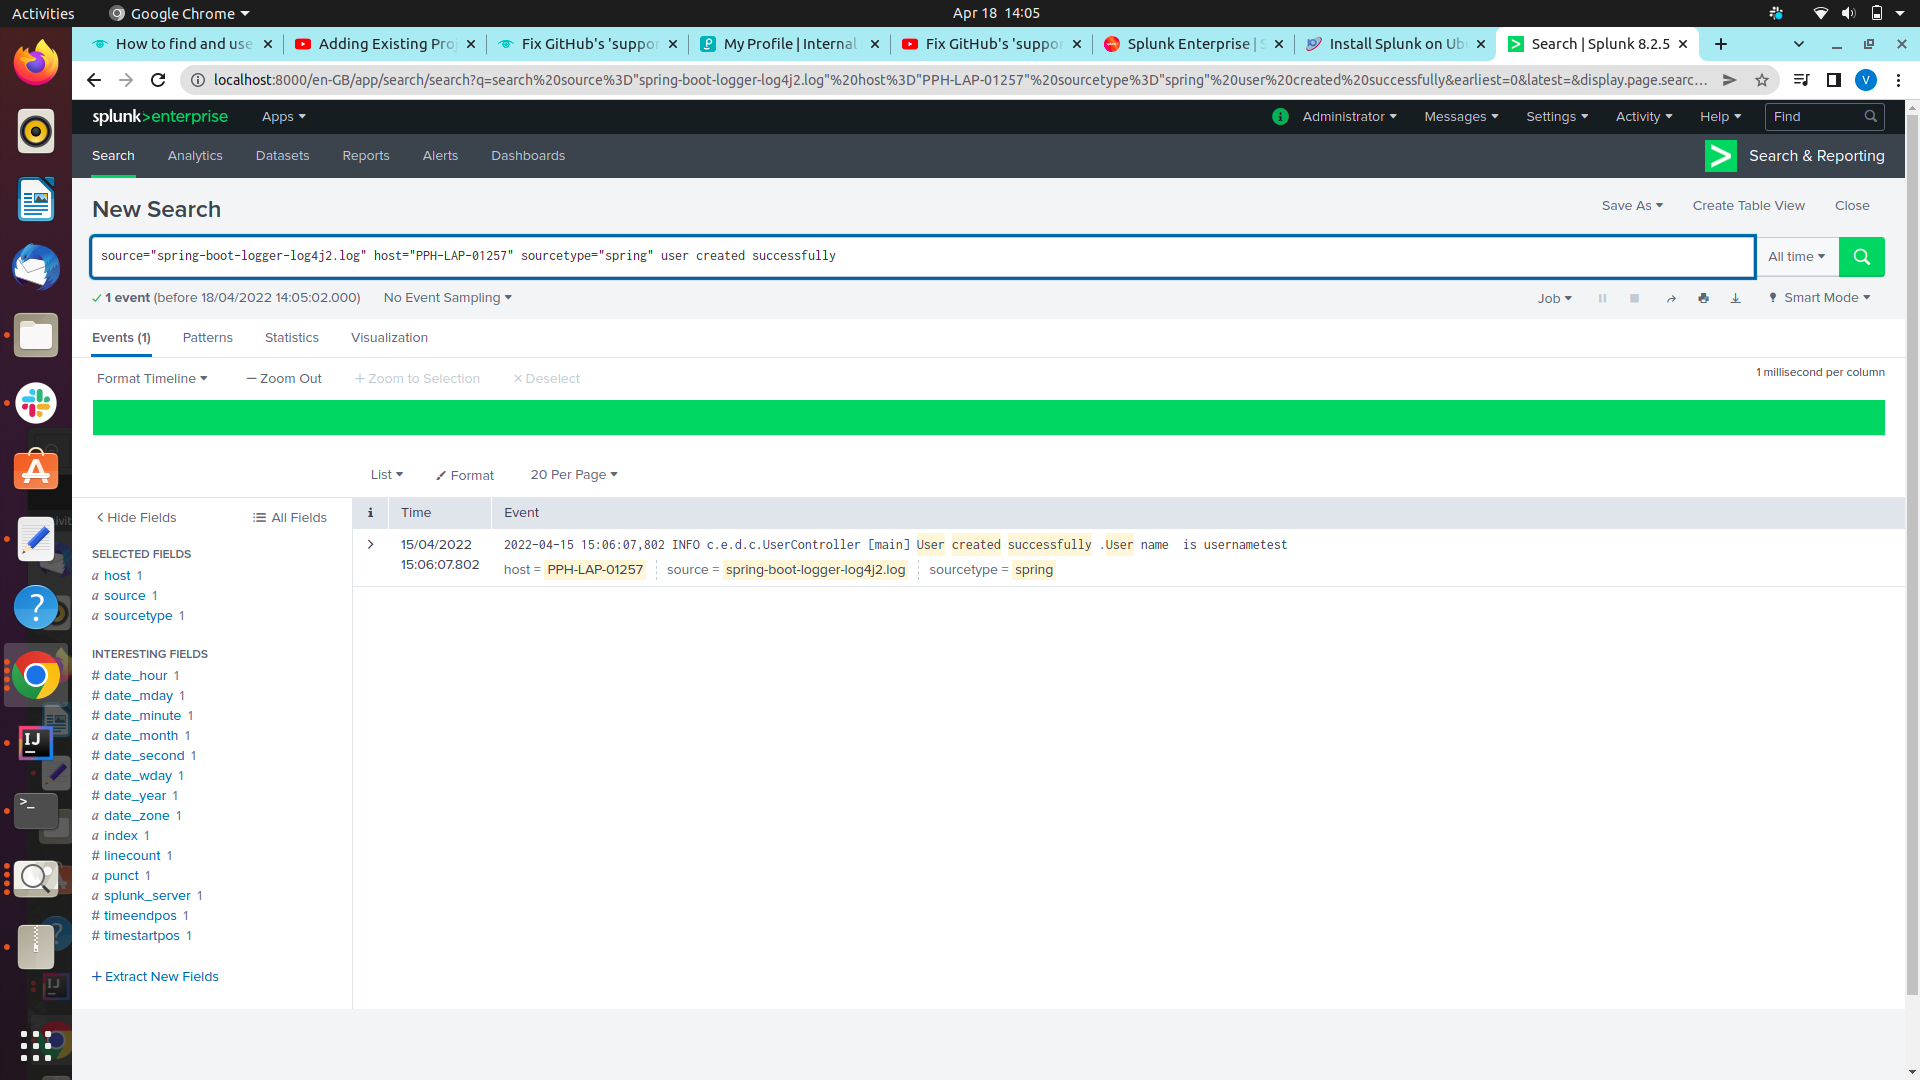 Activities
Google Chrome
Apr 18 14:05
How to find and use
Adding Existing Pro
Fix GitHub's 'suppo
My Profile | Internal
Fix GitHub's 'suppo
Splunk Enterprise | S
Install Splunk on Ub
Search | Splunk 8.2.5
localhost:8000/en-GB/app/search/search?q=search%20source%3D"spring-boot-logger-log4j2.log"%20host%3D"PPH-LAP-01257"%20sourcetype%3D"spring"%20user%20created%20successfully&earliest=0&latest=&display.page.searc...
V
splunk>enterprise
Apps
i
Administrator
Messages
Settings
Activity
Help
Find
Search
Analytics
Datasets
Reports
Alerts
Dashboards
Search & Reporting
New Search
Save As
Create Table View
Close
source="spring-boot-logger-log4j2.log" host="PPH-LAP-01257" sourcetype="spring" user created successfully
All time
1 event (before 18/04/2022 14:05:02.000)
No Event Sampling
Job
Smart Mode
Events (1)
Patterns
Statistics
Visualization
Format Timeline
— Zoom Out
+ Zoom to Selection
× Deselect
1 millisecond per column
List
Format
20 Per Page
< Hide Fields
All Fields
i
Time
Event
SELECTED FIELDS
a host 1
a source 1
a sourcetype 1
15/04/2022
15:06:07.802
2022-04-15 15:06:07,802 INFO c.e.d.c.UserController [main] User created successfully .User name  is usernametest
host = PPH-LAP-01257
source = spring-boot-logger-log4j2.log
sourcetype = spring
INTERESTING FIELDS
# date_hour 1
# date_mday 1
# date_minute 1
a date_month 1
# date_second 1
a date_wday 1
# date_year 1
a date_zone 1
a index 1
# linecount 1
a punct 1
a splunk_server 1
# timeendpos 1
# timestartpos 1
+ Extract New Fields
IJ